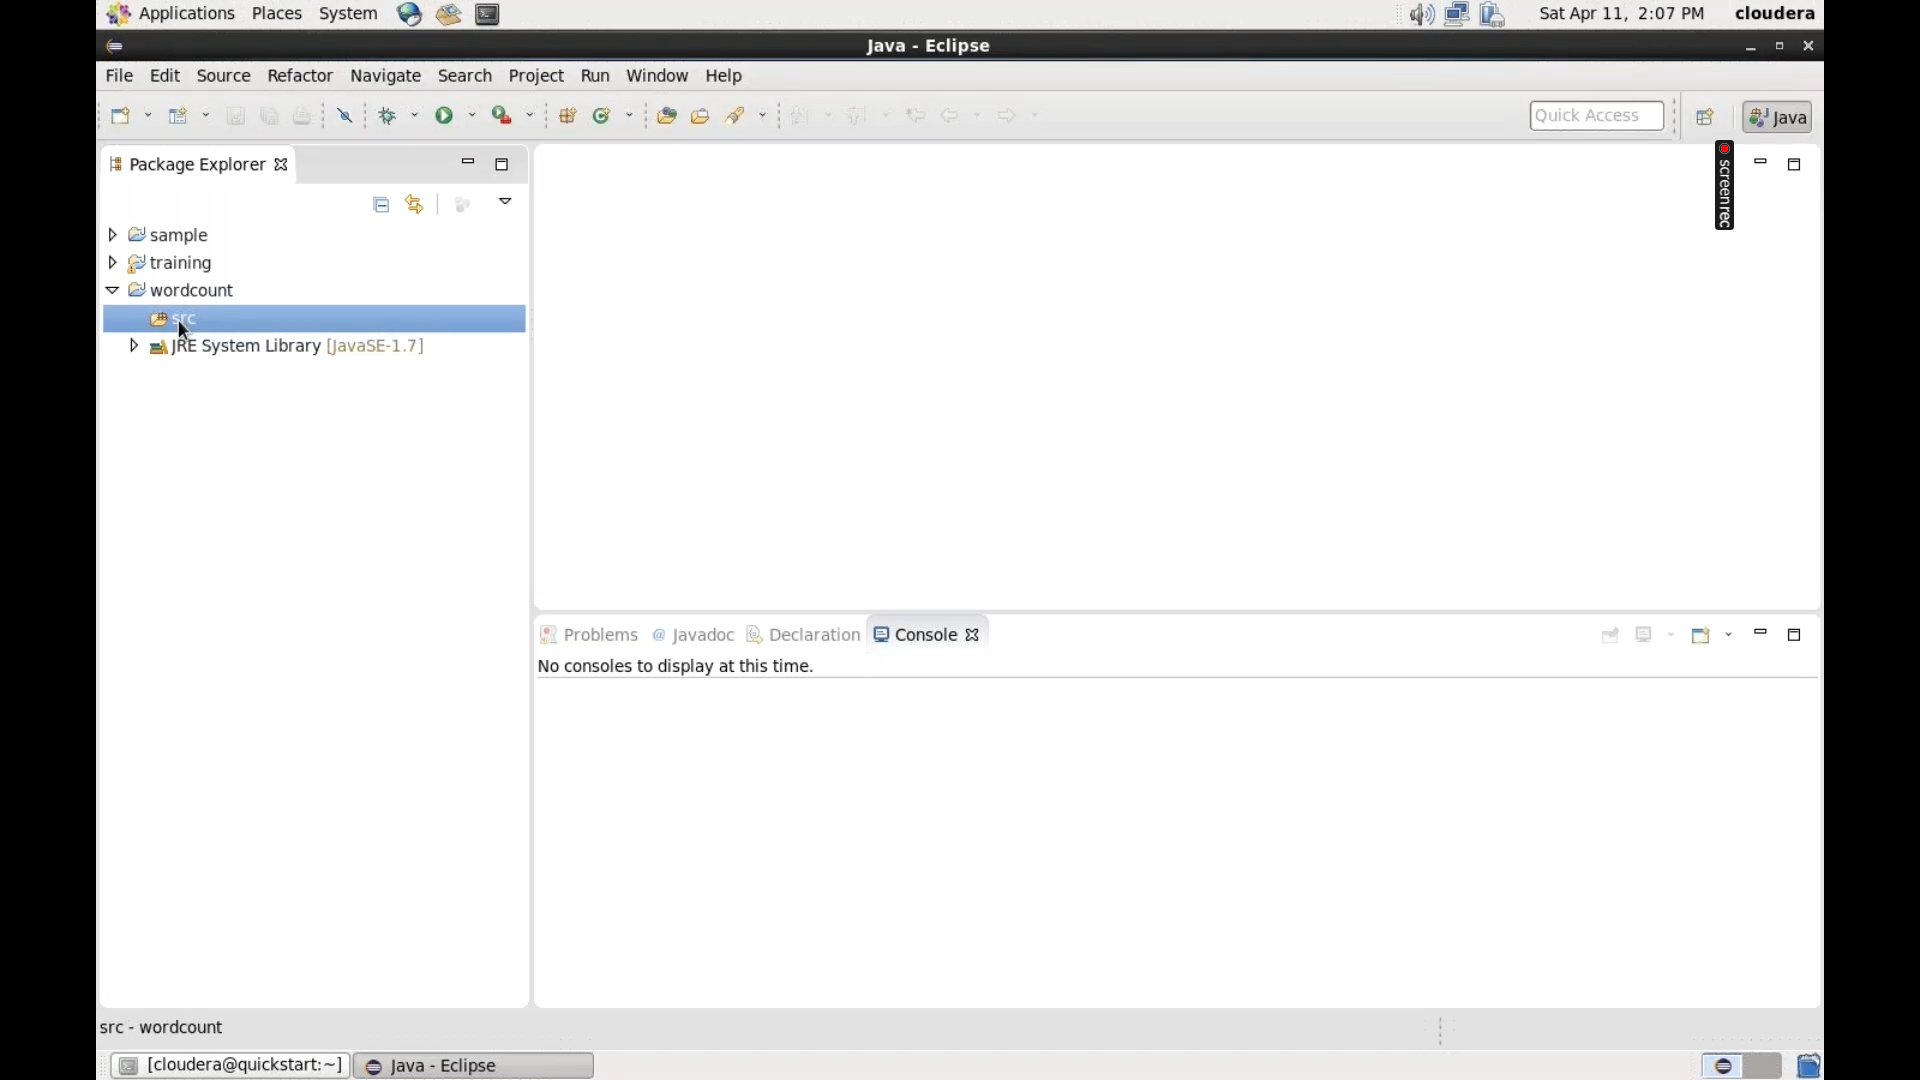 Applications Places System Sat Apr 11, 2:07 PM cloudera
Java - Eclipse
File Edit Source Refactor Navigate Search Project Run Window Help
Quick Access Java
Package Explorer
screenrec
sample
training
wordcount
src
JRE System Library [JavaSE-1.7]
Problems @ Javadoc Declaration Console
No consoles to display at this time.
src - wordcount
[cloudera@quickstart:~] Java - Eclipse